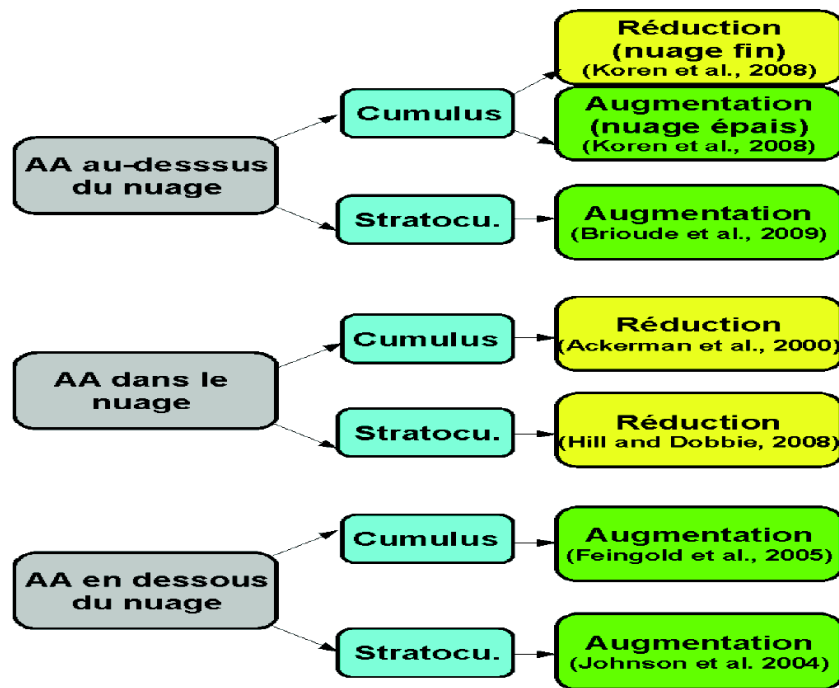 AA au-desssus
du nuage
Cumulus
Réduction
(nuage fin)
(Koren et al., 2008)
Augmentation
(nuage épais)
(Koren et al., 2008)
Stratocu.
Augmentation
(Brioude et al., 2009)
AA dans le
nuage
Cumulus
Réduction
(Ackerman et al., 2000)
Stratocu.
Réduction
(Hill and Dobbie, 2008)
AA en dessous
du nuage
Cumulus
Augmentation
(Feingold et al., 2005)
Stratocu.
Augmentation
(Johnson et al. 2004)